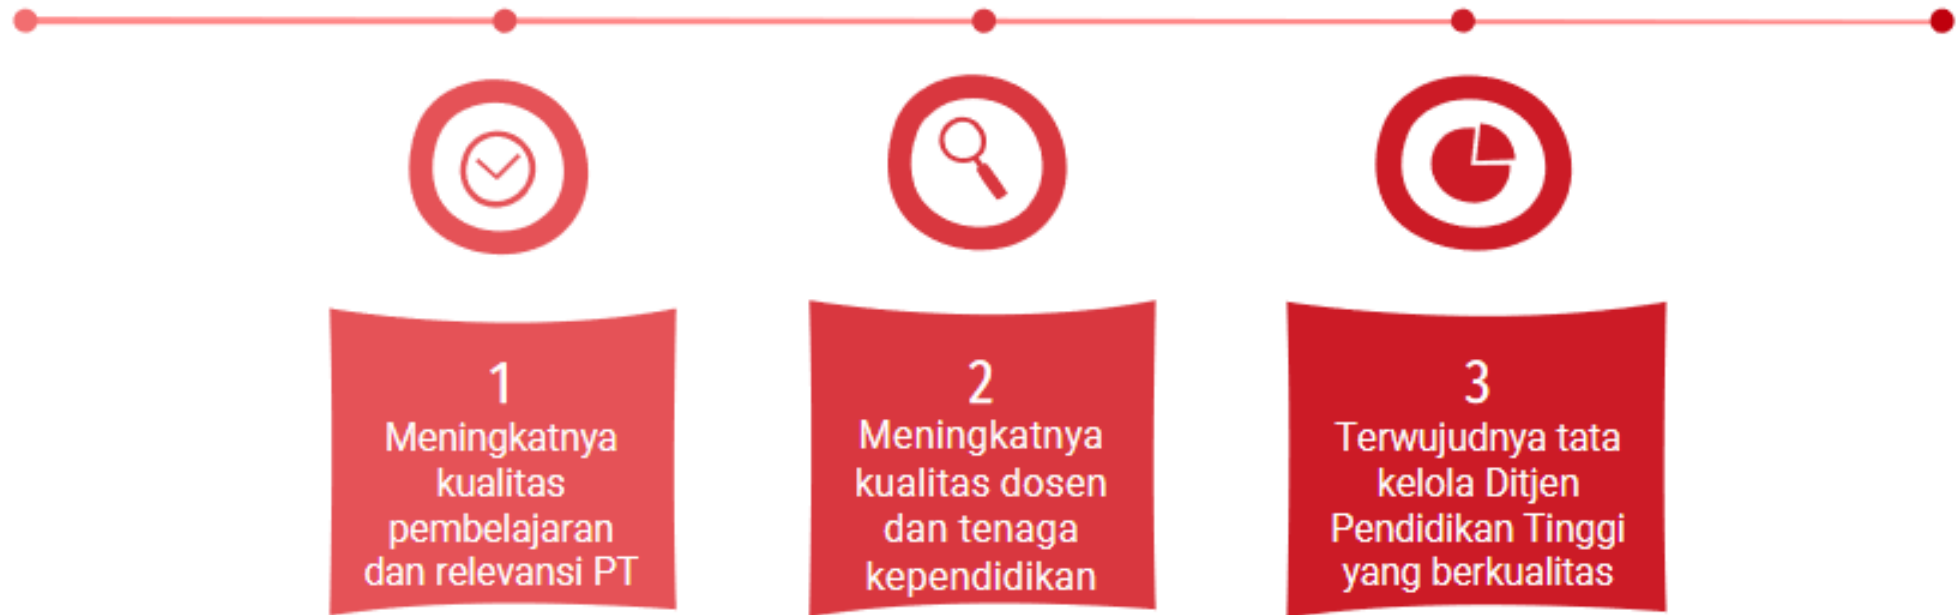 1
Meningkatnya
kualitas
pembelajaran
dan relevansi PT
2
Meningkatnya
kualitas dosen
dan tenaga
kependidikan
3
Terwujudnya tata
kelola Ditjen
Pendidikan Tinggi
yang berkualitas